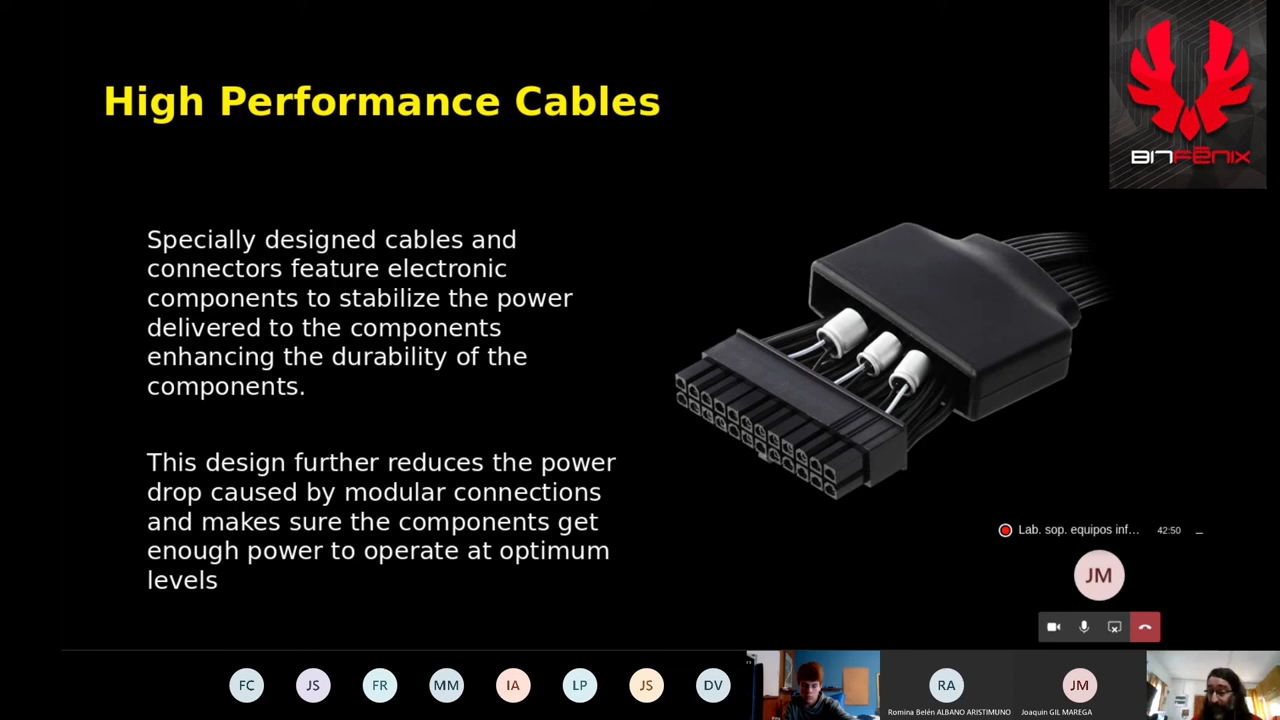 High Performance Cables
BITFĒNIX
Specially designed cables and
connectors feature electronic
components to stabilize the power
delivered to the components
enhancing the durability of the
components.
This design further reduces the power
drop caused by modular connections
and makes sure the components get
enough power to operate at optimum
levels
Lab. sop. equipos inf... 42:50
JM
FC JS FR MM IA LP JS DV RA JM
Romina Belén ALBANO ARISTIMUNO Joaquin GIL MAREGA